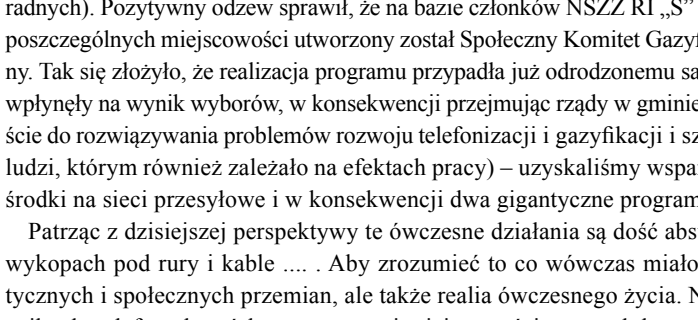 radnych). Pozytywny odzew sprawił, że na bazie członków NSZZ RI „S”
poszczególnych miejscowości utworzony został Społeczny Komitet Gazyf
ny. Tak się złożyło, że realizacja programu przypadła już odrodzonemu sa
wpłynęły na wynik wyborów, w konsekwencji przejmując rządy w gminie
ście do rozwiązywania problemów rozwoju telefonizacji i gazyfikacji i sz
ludzi, którym również zależało na efektach pracy) – uzyskaliśmy wspar
środki na sieci przesyłowe i w konsekwencji dwa gigantyczne program
Patrząc z dzisiejszej perspektywy te ówczesne działania są dość abs
wykopach pod rury i kable .... . Aby zrozumieć to co wówczas miało
tycznych i społecznych przemian, ale także realia ówczesnego życia. N